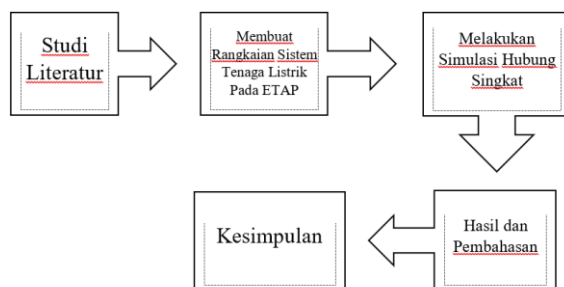 Studi
Literatur
Membuat
Rangkaian Sistem
Tenaga Listrik
Pada ETAP
Melakukan
Simulasi Hubung
Singkat
Hasil dan
Pembahasan
Kesimpulan